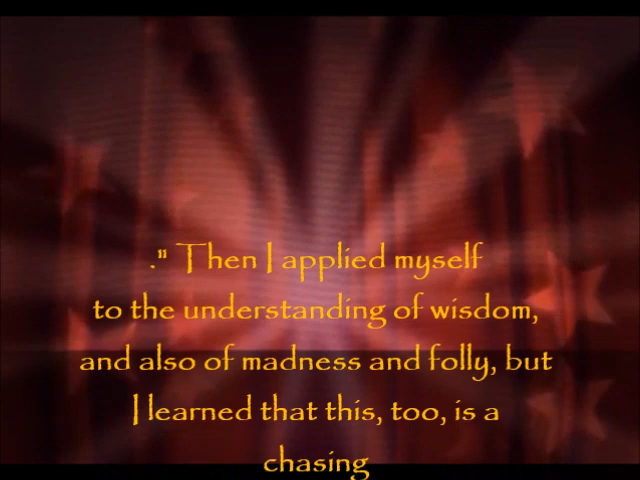 ." Then I applied myself
to the understanding of wisdom,
and also of madness and folly, but
I learned that this, too, is a
chasing